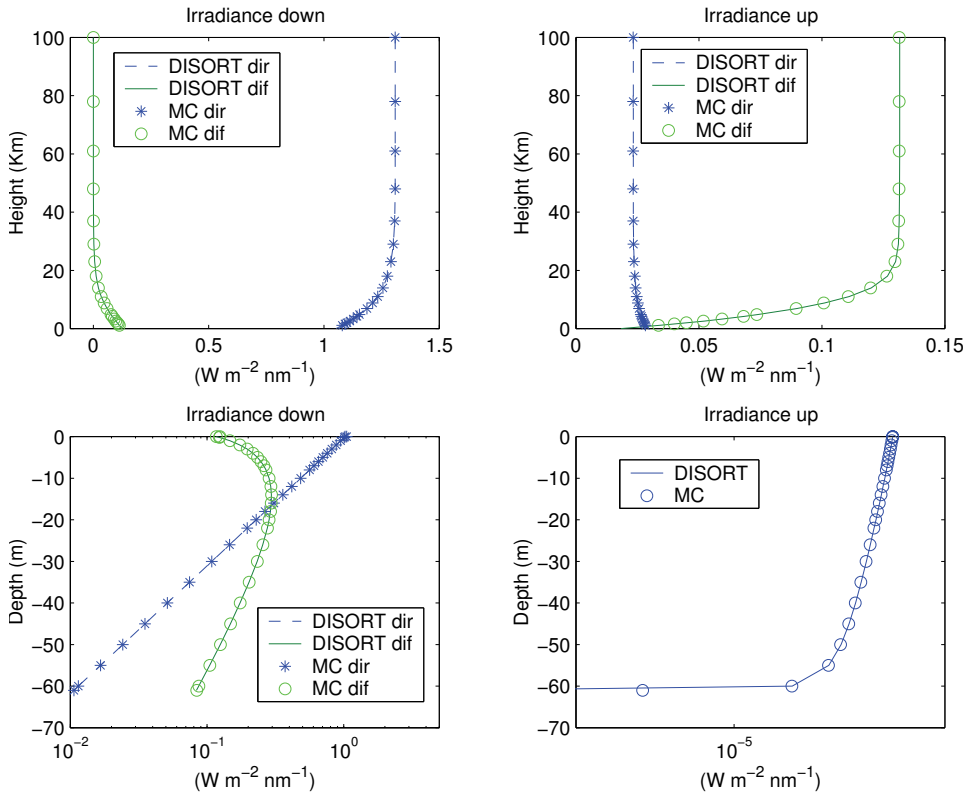 Irradiance down
100
80
60
40
20
0
Height (Km)
DISORT dir
DISORT dif
MC dir
MC dif
0
0.5
1
1.5
(W m⁻² nm⁻¹)
Irradiance up
100
80
60
40
20
0
Height (Km)
DISORT dir
DISORT dif
MC dir
MC dif
0
0.05
0.1
0.15
(W m⁻² nm⁻¹)
Irradiance down
0
−10
−20
−30
−40
−50
−60
−70
Depth (m)
DISORT dir
DISORT dif
MC dir
MC dif
10⁻²
10⁻¹
10⁰
(W m⁻² nm⁻¹)
Irradiance up
0
−10
−20
−30
−40
−50
−60
−70
Depth (m)
DISORT
MC
10⁻⁵
(W m⁻² nm⁻¹)